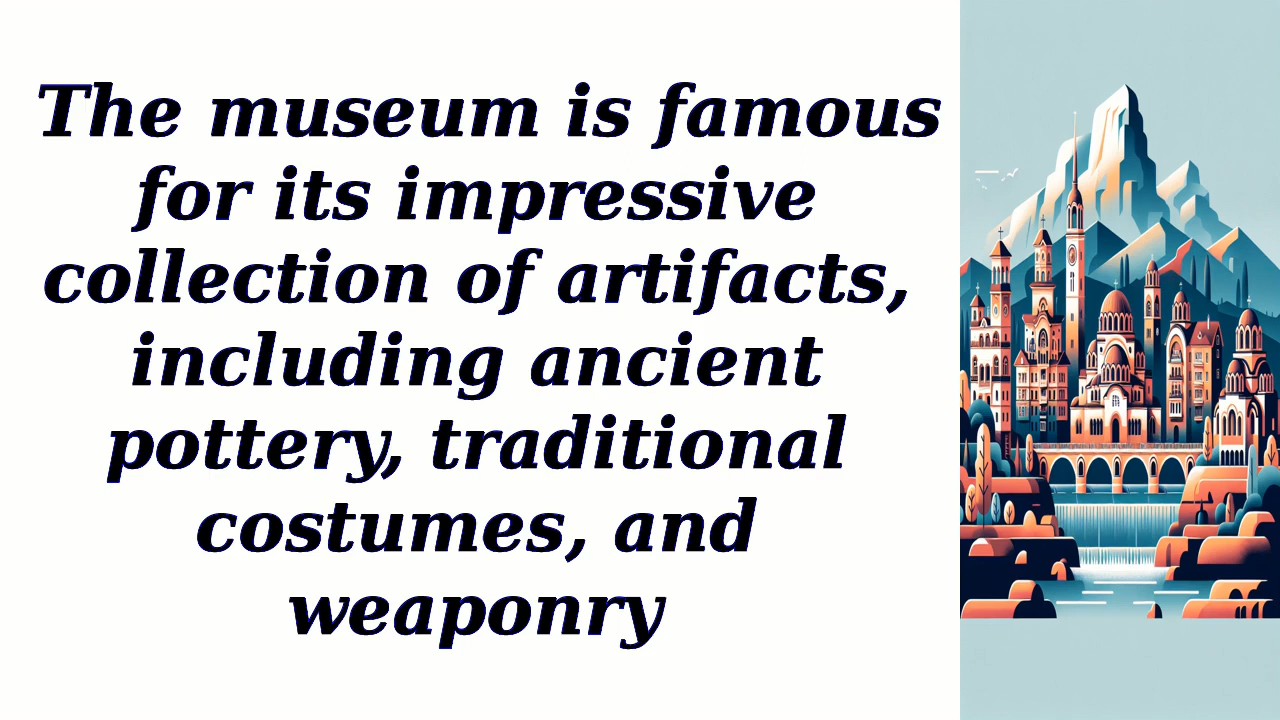 The museum is famous
for its impressive
collection of artifacts,
including ancient
pottery, traditional
costumes, and
weaponry